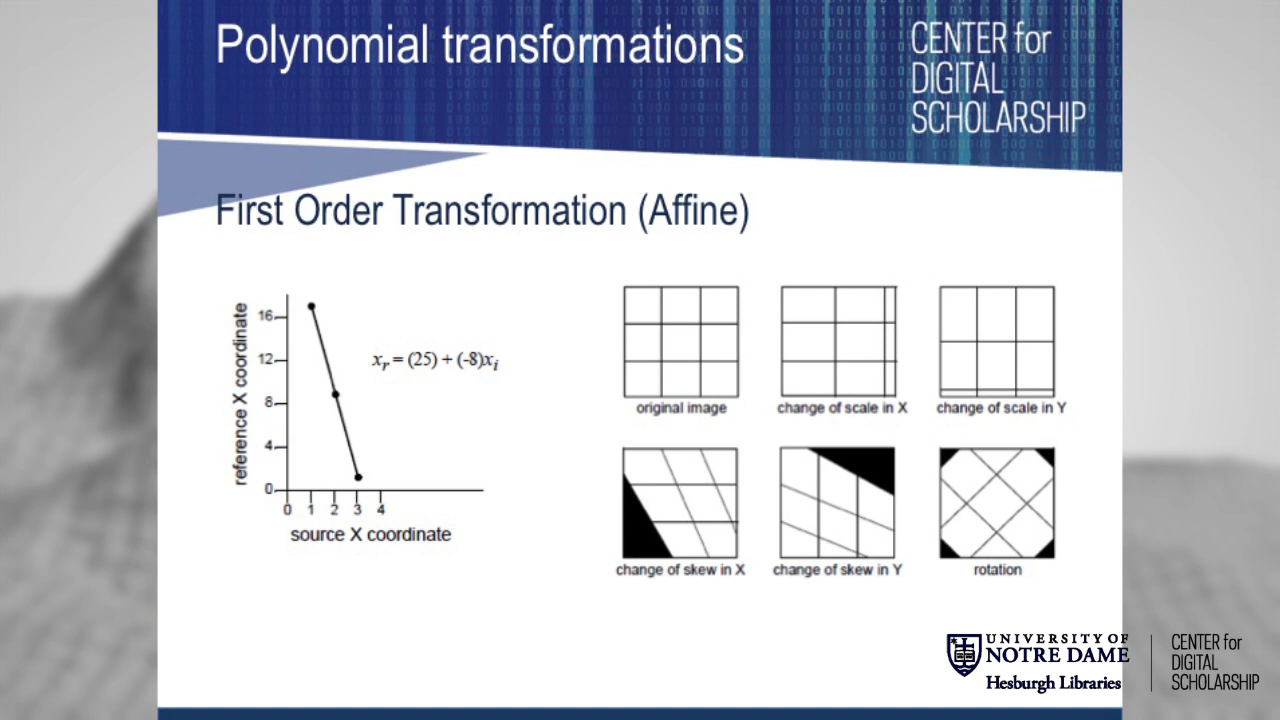 Polynomial transformations
CENTER for
DIGITAL
SCHOLARSHIP
First Order Transformation (Affine)
reference X coordinate
16
12
8
4
0
0 1 2 3 4
source X coordinate
xr = (25) + (-8)xi
original image
change of scale in X
change of scale in Y
change of skew in X
change of skew in Y
rotation
UNIVERSITY OF
NOTRE DAME
Hesburgh Libraries
CENTER for
DIGITAL
SCHOLARSHIP